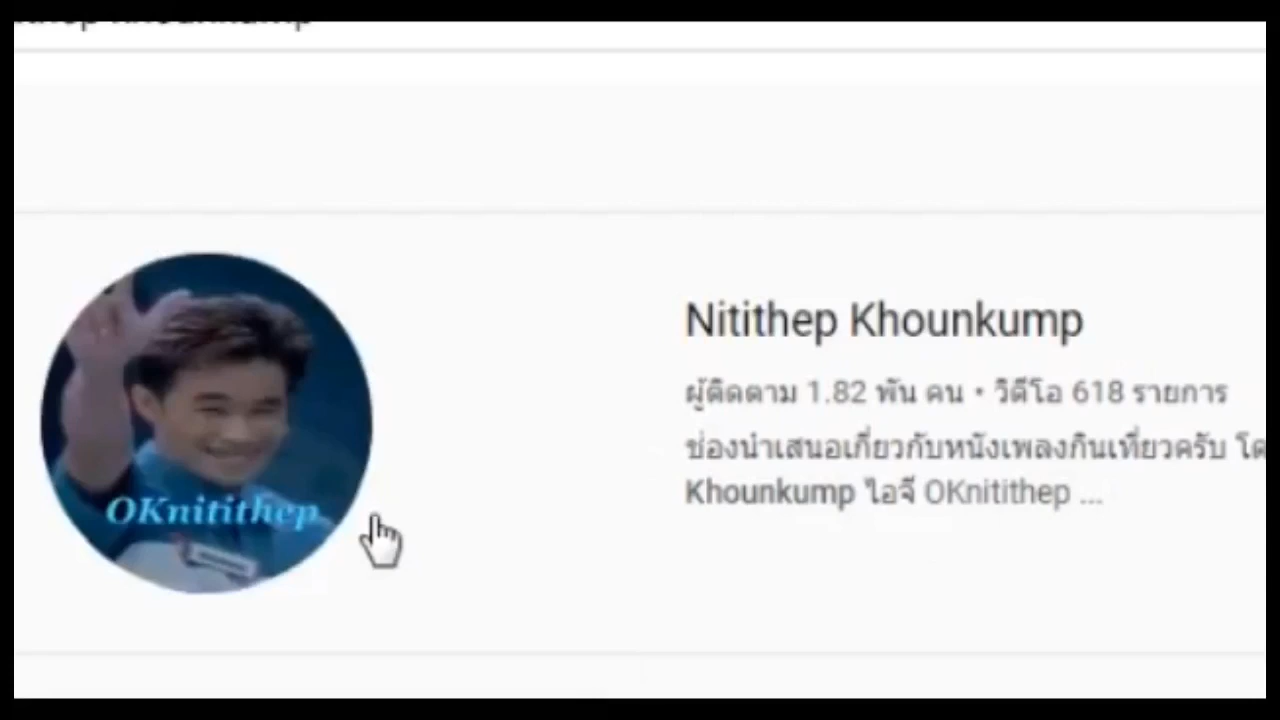 Nitithep Khounkump
ผู้ติดตาม 1.82 พัน คน • วิดีโอ 618 รายการ
ช่องนำเสนอเกี่ยวกับหนังเพลงกินเที่ยวครับ
Khounkump ไอจี OKnitithep ...
OKnitithep